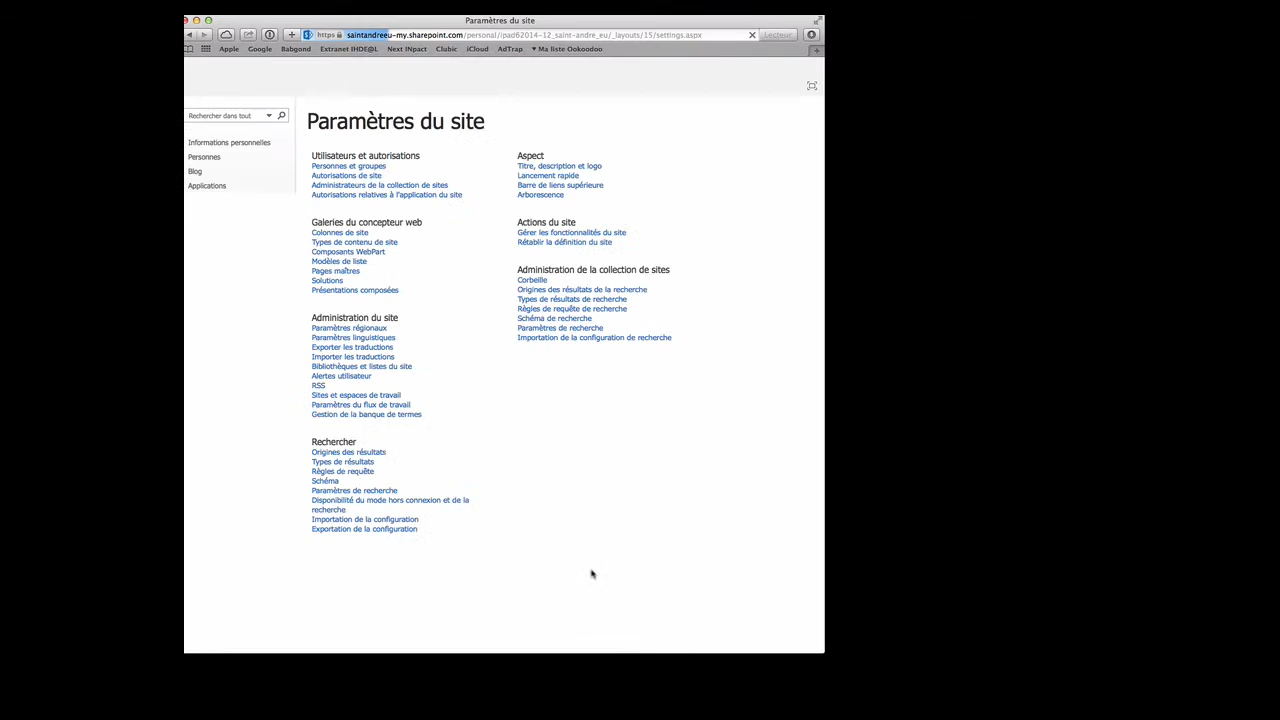 Paramètres du site
https saintandreeu-my.sharepoint.com/personal/ipad62014-12_saint-andre_eu/_layouts/15/settings.aspx Lecteur
Apple Google Babgond Extranet IHDE@L Next INpact Clubic iCloud AdTrap ♥ Ma liste Ookoodoo
Rechercher dans tout
Informations personnelles
Personnes
Blog
Applications
Paramètres du site
Utilisateurs et autorisations
Personnes et groupes
Autorisations de site
Administrateurs de la collection de sites
Autorisations relatives à l'application du site
Galeries du concepteur web
Colonnes de site
Types de contenu de site
Composants WebPart
Modèles de liste
Pages maîtres
Solutions
Présentations composées
Administration du site
Paramètres régionaux
Paramètres linguistiques
Exporter les traductions
Importer les traductions
Bibliothèques et listes du site
Alertes utilisateur
RSS
Sites et espaces de travail
Paramètres du flux de travail
Gestion de la banque de termes
Rechercher
Origines des résultats
Types de résultats
Règles de requête
Schéma
Paramètres de recherche
Disponibilité du mode hors connexion et de la
recherche
Importation de la configuration
Exportation de la configuration
Aspect
Titre, description et logo
Lancement rapide
Barre de liens supérieure
Arborescence
Actions du site
Gérer les fonctionnalités du site
Rétablir la définition du site
Administration de la collection de sites
Corbeille
Origines des résultats de la recherche
Types de résultats de recherche
Règles de requête de recherche
Schéma de recherche
Paramètres de recherche
Importation de la configuration de recherche